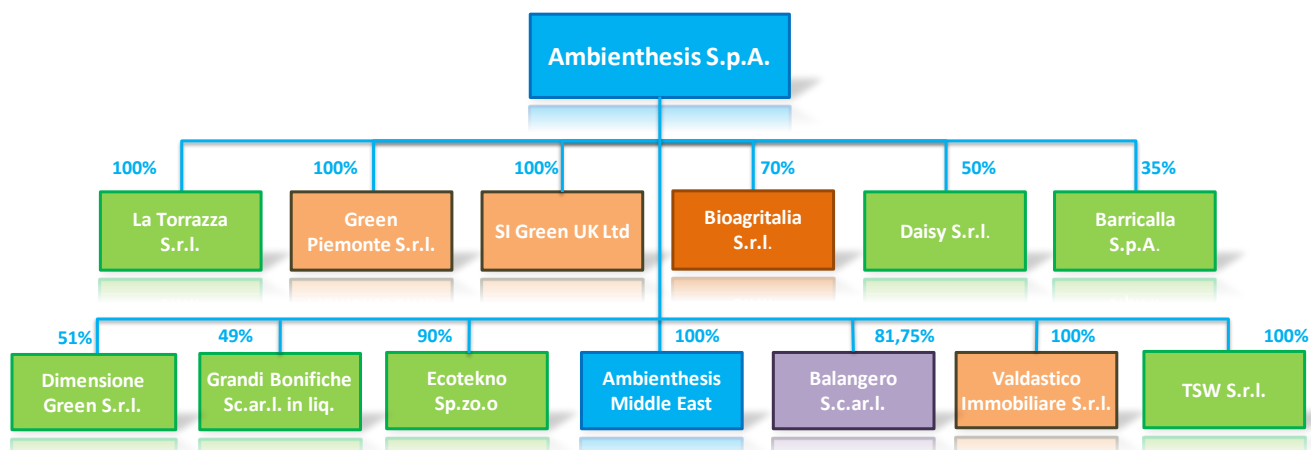 Ambienthesis S.p.A.
100%
100%
100%
70%
50%
35%
La Torrazza
S.r.l.
Green
Piemonte S.r.l.
SI Green UK Ltd
Bioagritalia
S.r.l.
Daisy S.r.l.
Barricalla
S.p.A.
51%
49%
90%
100%
81,75%
100%
100%
Dimensione
Green S.r.l.
Grandi Bonifiche
Sc.ar.l. in liq.
Ecotekno
Sp.zo.o
Ambienthesis
Middle East
Balangero
S.c.ar.l.
Valdastico
Immobiliare S.r.l.
TSW S.r.l.